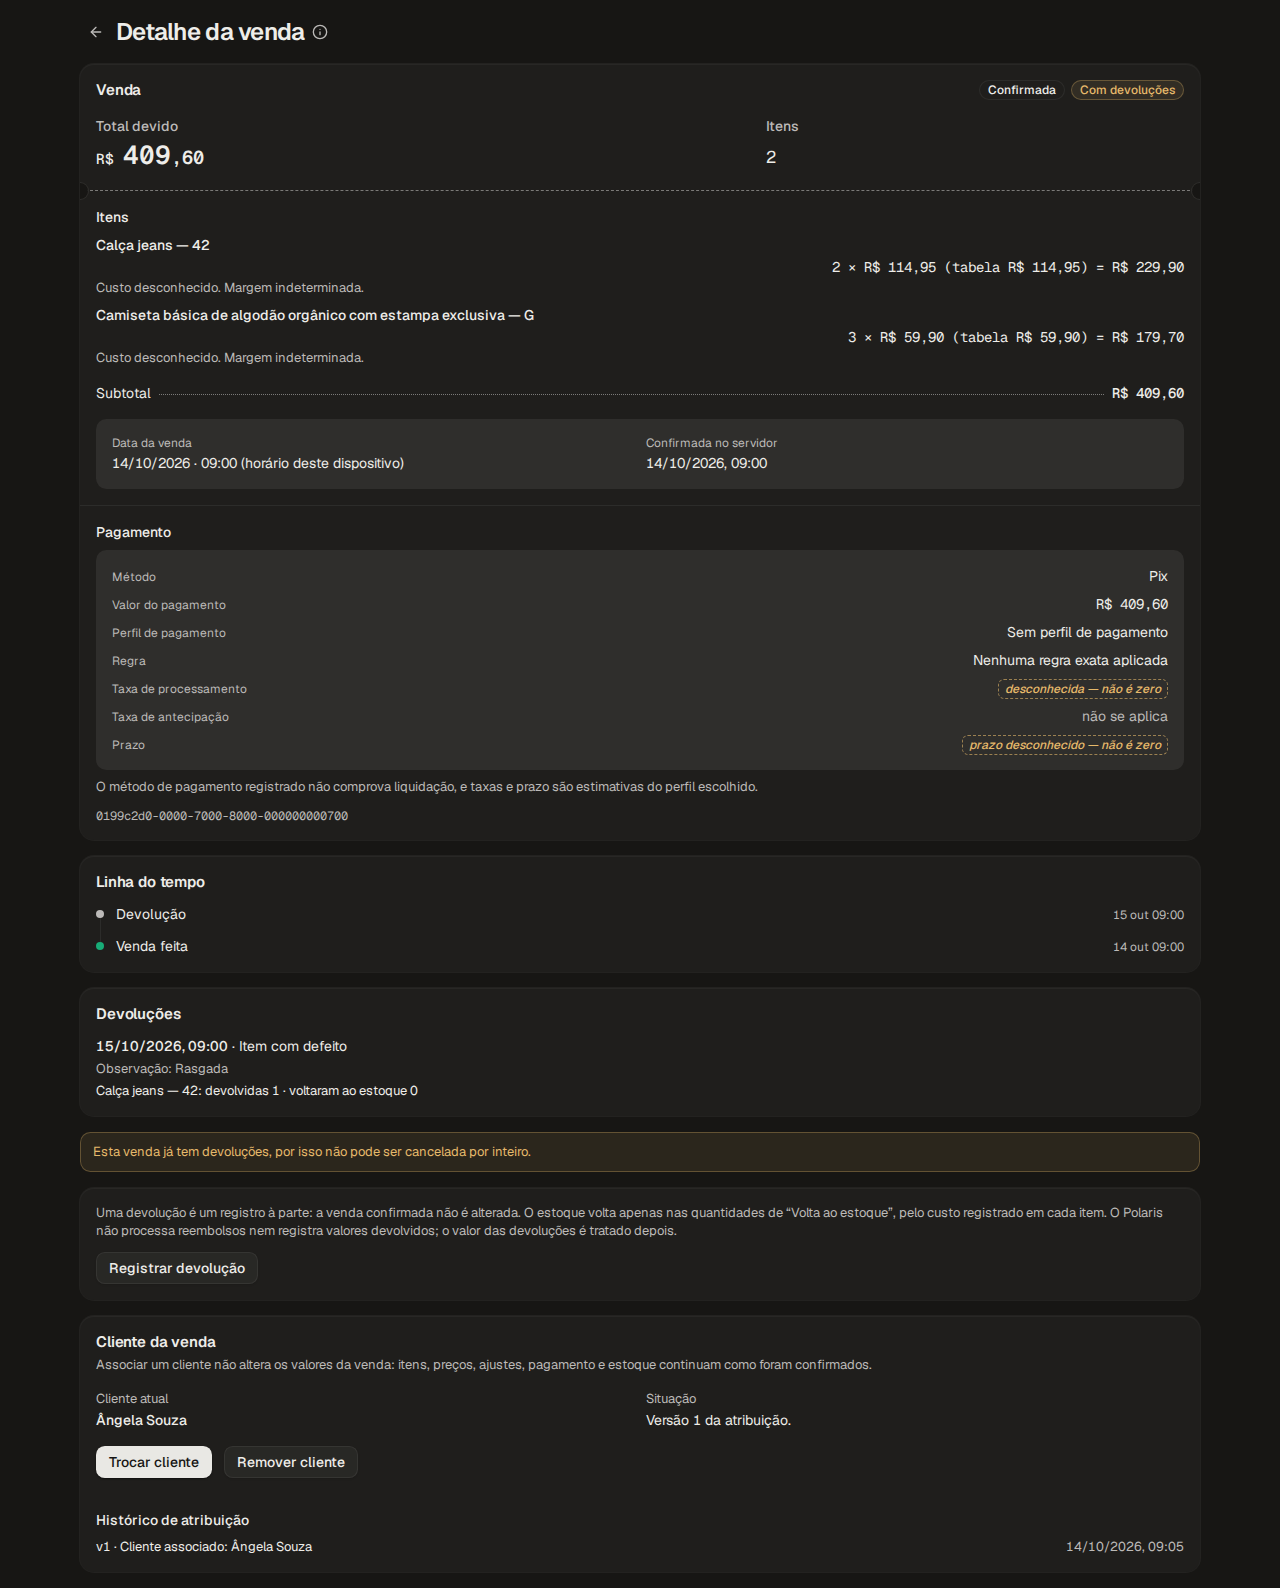 Detalhe da venda
Venda
Confirmada
Com devoluções
Total devido
Itens
R$ 409,60
2
Itens
Calça jeans — 42
2 × R$ 114,95 (tabela R$ 114,95) = R$ 229,90
Custo desconhecido. Margem indeterminada.
Camiseta básica de algodão orgânico com estampa exclusiva — G
3 × R$ 59,90 (tabela R$ 59,90) = R$ 179,70
Custo desconhecido. Margem indeterminada.
Subtotal R$ 409,60
Data da venda
Confirmada no servidor
14/10/2026 · 09:00 (horário deste dispositivo)
14/10/2026, 09:00
Pagamento
Método Pix
Valor do pagamento R$ 409,60
Perfil de pagamento Sem perfil de pagamento
Regra Nenhuma regra exata aplicada
Taxa de processamento desconhecida — não é zero
Taxa de antecipação não se aplica
Prazo prazo desconhecido — não é zero
O método de pagamento registrado não comprova liquidação, e taxas e prazo são estimativas do perfil escolhido.
0199c2d0-0000-7000-8000-000000000700
Linha do tempo
Devolução 15 out 09:00
Venda feita 14 out 09:00
Devoluções
15/10/2026, 09:00 · Item com defeito
Observação: Rasgada
Calça jeans — 42: devolvidas 1 · voltaram ao estoque 0
Esta venda já tem devoluções, por isso não pode ser cancelada por inteiro.
Uma devolução é um registro à parte: a venda confirmada não é alterada. O estoque volta apenas nas quantidades de “Volta ao estoque”, pelo custo registrado em cada item. O Polaris
não processa reembolsos nem registra valores devolvidos; o valor das devoluções é tratado depois.
Registrar devolução
Cliente da venda
Associar um cliente não altera os valores da venda: itens, preços, ajustes, pagamento e estoque continuam como foram confirmados.
Cliente atual
Situação
Ângela Souza
Versão 1 da atribuição.
Trocar cliente
Remover cliente
Histórico de atribuição
v1 · Cliente associado: Ângela Souza 14/10/2026, 09:05